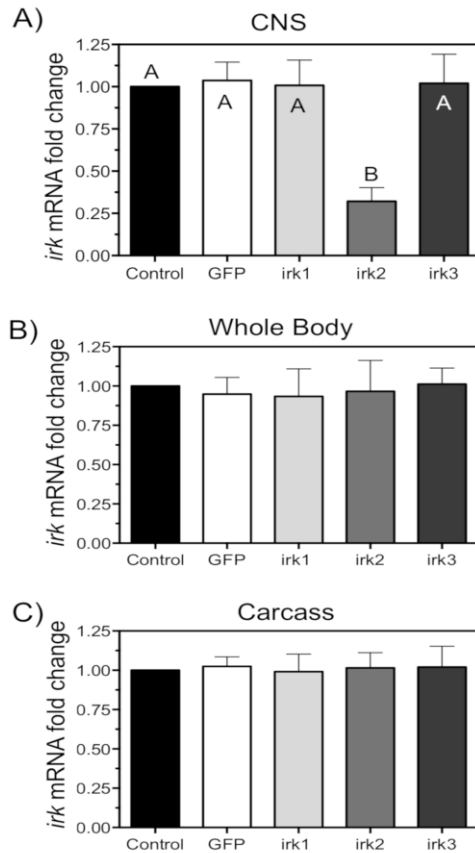 A)
CNS
irk mRNA fold change
1.25
1.00
0.75
0.50
0.25
0.00
A
A
A
B
A
Control GFP irk1 irk2 irk3
B)
Whole Body
irk mRNA fold change
1.25
1.00
0.75
0.50
0.25
0.00
Control GFP irk1 irk2 irk3
C)
Carcass
irk mRNA fold change
1.25
1.00
0.75
0.50
0.25
0.00
Control GFP irk1 irk2 irk3